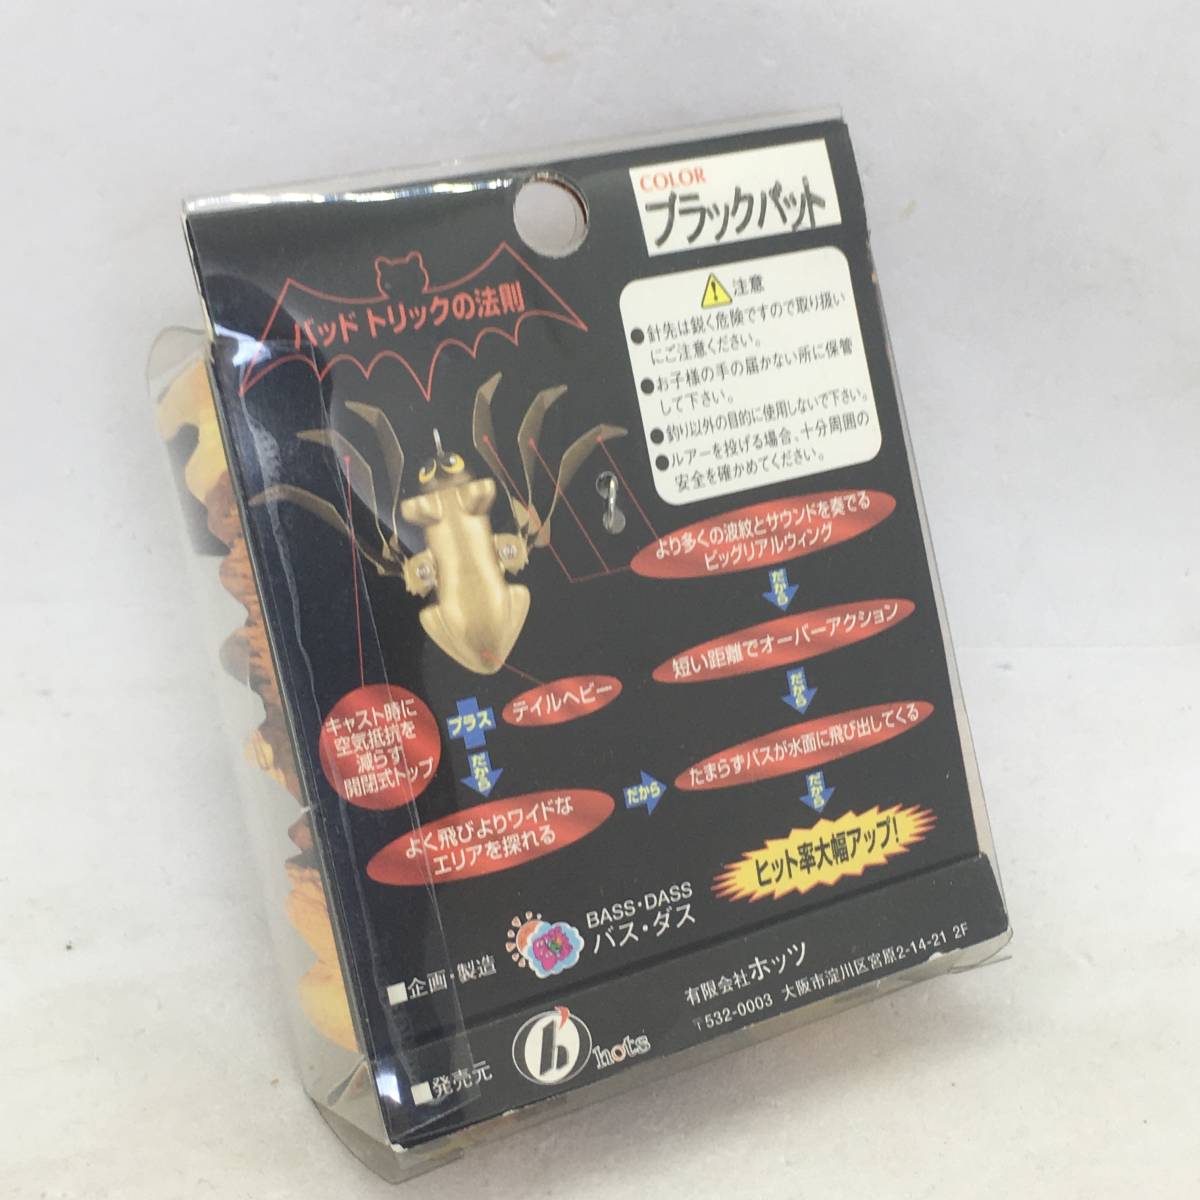 COLOR
ブラックバット
注意
●針先は鋭く危険ですので取り扱い
にご注意ください。
●お子様の手の届かない所に保管
して下さい。
●釣り以外の目的に使用しないで下さい。
●ルアーを投げる場合、十分周囲の
安全を確かめてください。
バッドトリックの法則
より多くの波紋とサウンドを奏でる
ビッグリアルウィング
だから
短い距離でオーバーアクション
だから
たまらずバスが水面に飛び出してくる
だから
ヒット率大幅アップ!
キャスト時に
空気抵抗を
減らす
開閉式トップ
プラス
テイルヘビー
だから
よく飛びよりワイドな
エリアを探れる
だから
■企画・製造
BASS・DASS
バス・ダス
■発売元
h
hots
有限会社ホッツ
〒532-0003 大阪市淀川区宮原2-14-21 2F